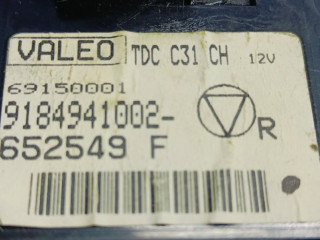 VALEO TDC C31 CH 12V
69150001
9184941002-
652549 F
R